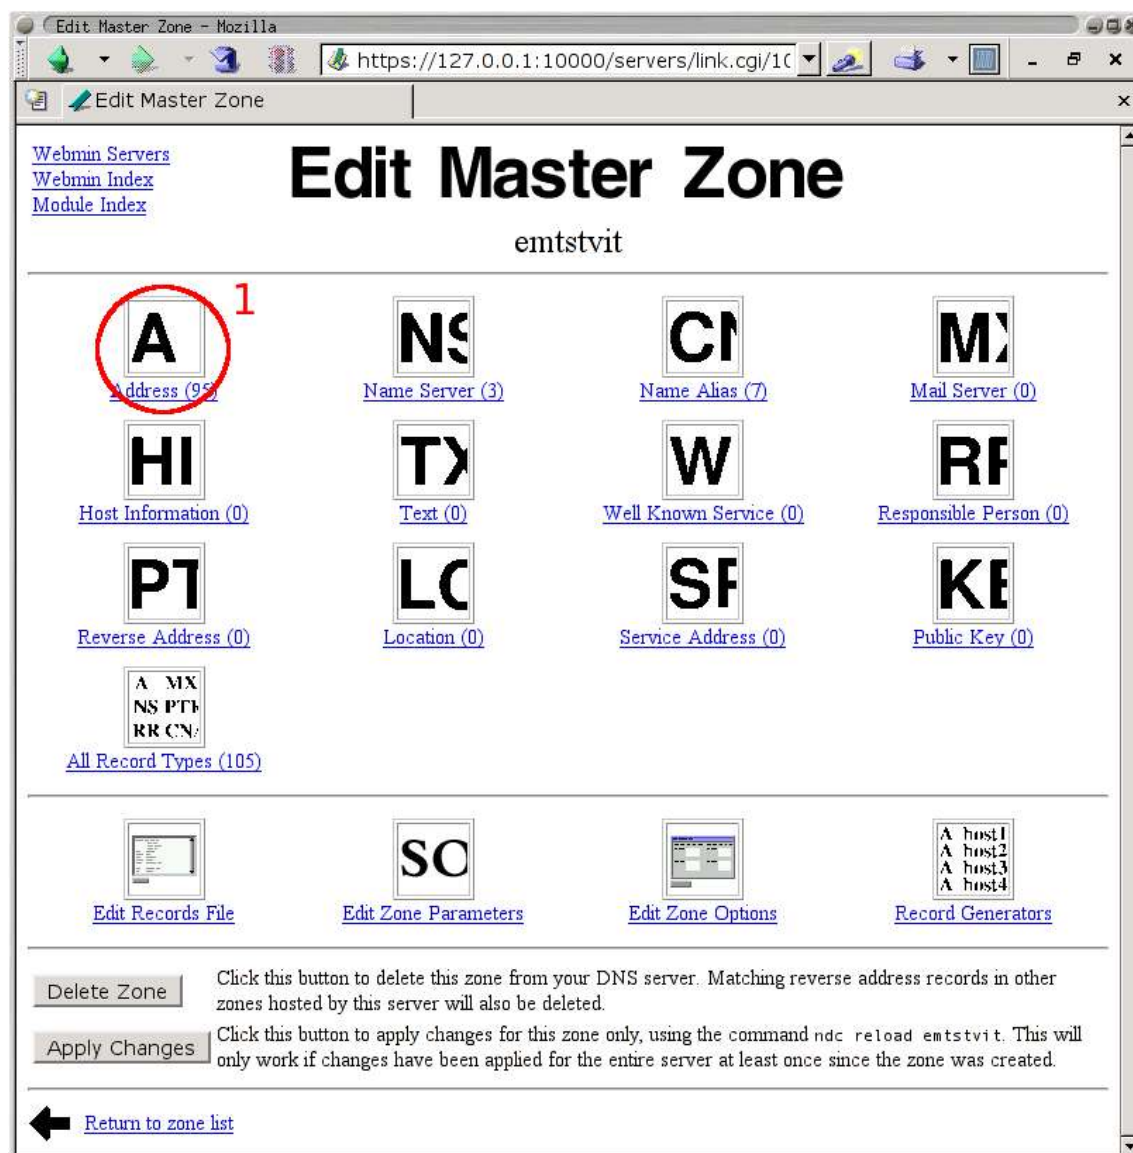 Edit Master Zone - Mozilla
https://127.0.0.1:10000/servers/link.cgi/10
Edit Master Zone
Webmin Servers
Webmin Index
Module Index
Edit Master Zone
emtstvit
1
A
NS
CN
MX
Address (95)
Name Server (3)
Name Alias (7)
Mail Server (0)
HI
TX
W
RP
Host Information (0)
Text (0)
Well Known Service (0)
Responsible Person (0)
PT
LO
SR
KE
Reverse Address (0)
Location (0)
Service Address (0)
Public Key (0)
A MX
NS PTR
RR CNA
All Record Types (105)
SO
A host1
A host2
A host3
A host4
Edit Records File
Edit Zone Parameters
Edit Zone Options
Record Generators
Delete Zone
Click this button to delete this zone from your DNS server. Matching reverse address records in other
zones hosted by this server will also be deleted.
Apply Changes
Click this button to apply changes for this zone only, using the command ndc reload emtstvit. This will
only work if changes have been applied for the entire server at least once since the zone was created.
Return to zone list